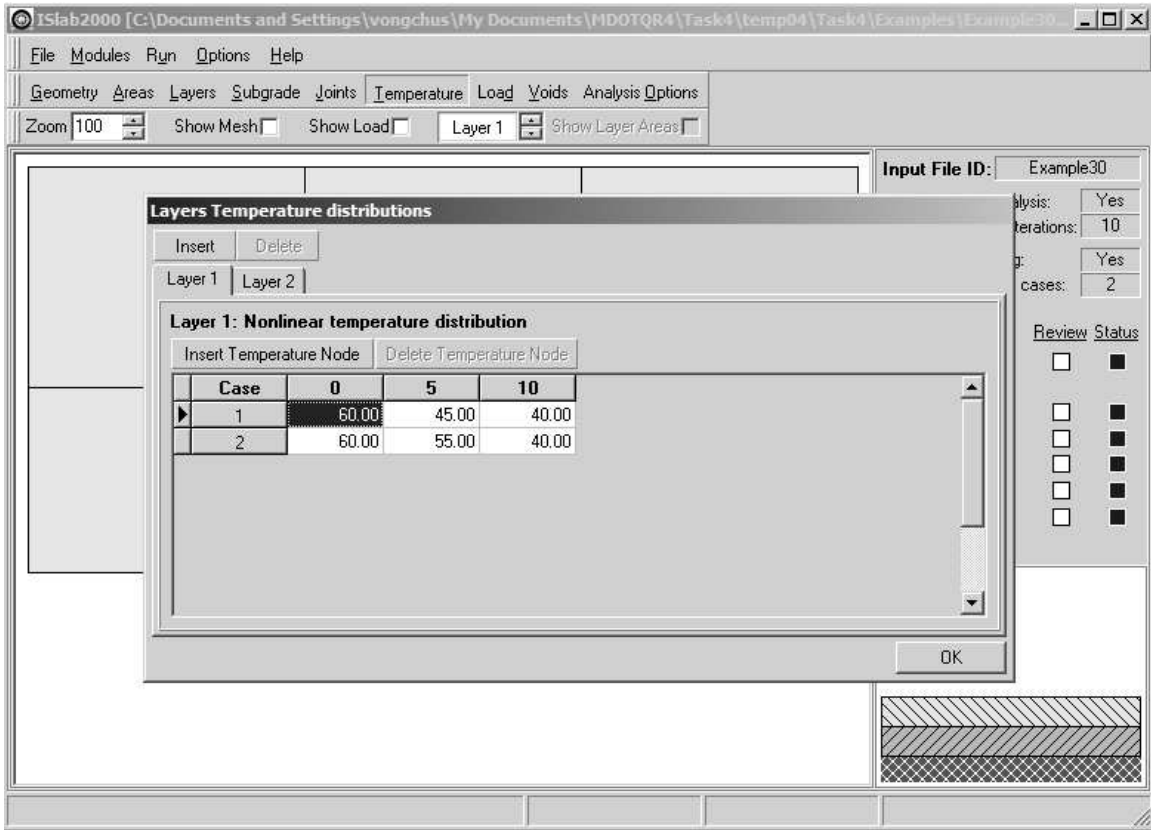 ISlab2000 [C:\Documents and Settings\vongchus\My Documents\MDOTQR4\Task4\temp04\Task4\Examples\Example30...
File Modules Run Options Help
Geometry Areas Layers Subgrade Joints Temperature Load Voids Analysis Options
Zoom 100 Show Mesh Show Load Layer 1 Show Layer Areas
Input File ID: Example30
alysis: Yes
terations: 10
g: Yes
cases: 2
Review Status
Layers Temperature distributions
Insert Delete
Layer 1 Layer 2
Layer 1: Nonlinear temperature distribution
Insert Temperature Node Delete Temperature Node
Case 0 5 10
1 60.00 45.00 40.00
2 60.00 55.00 40.00
OK